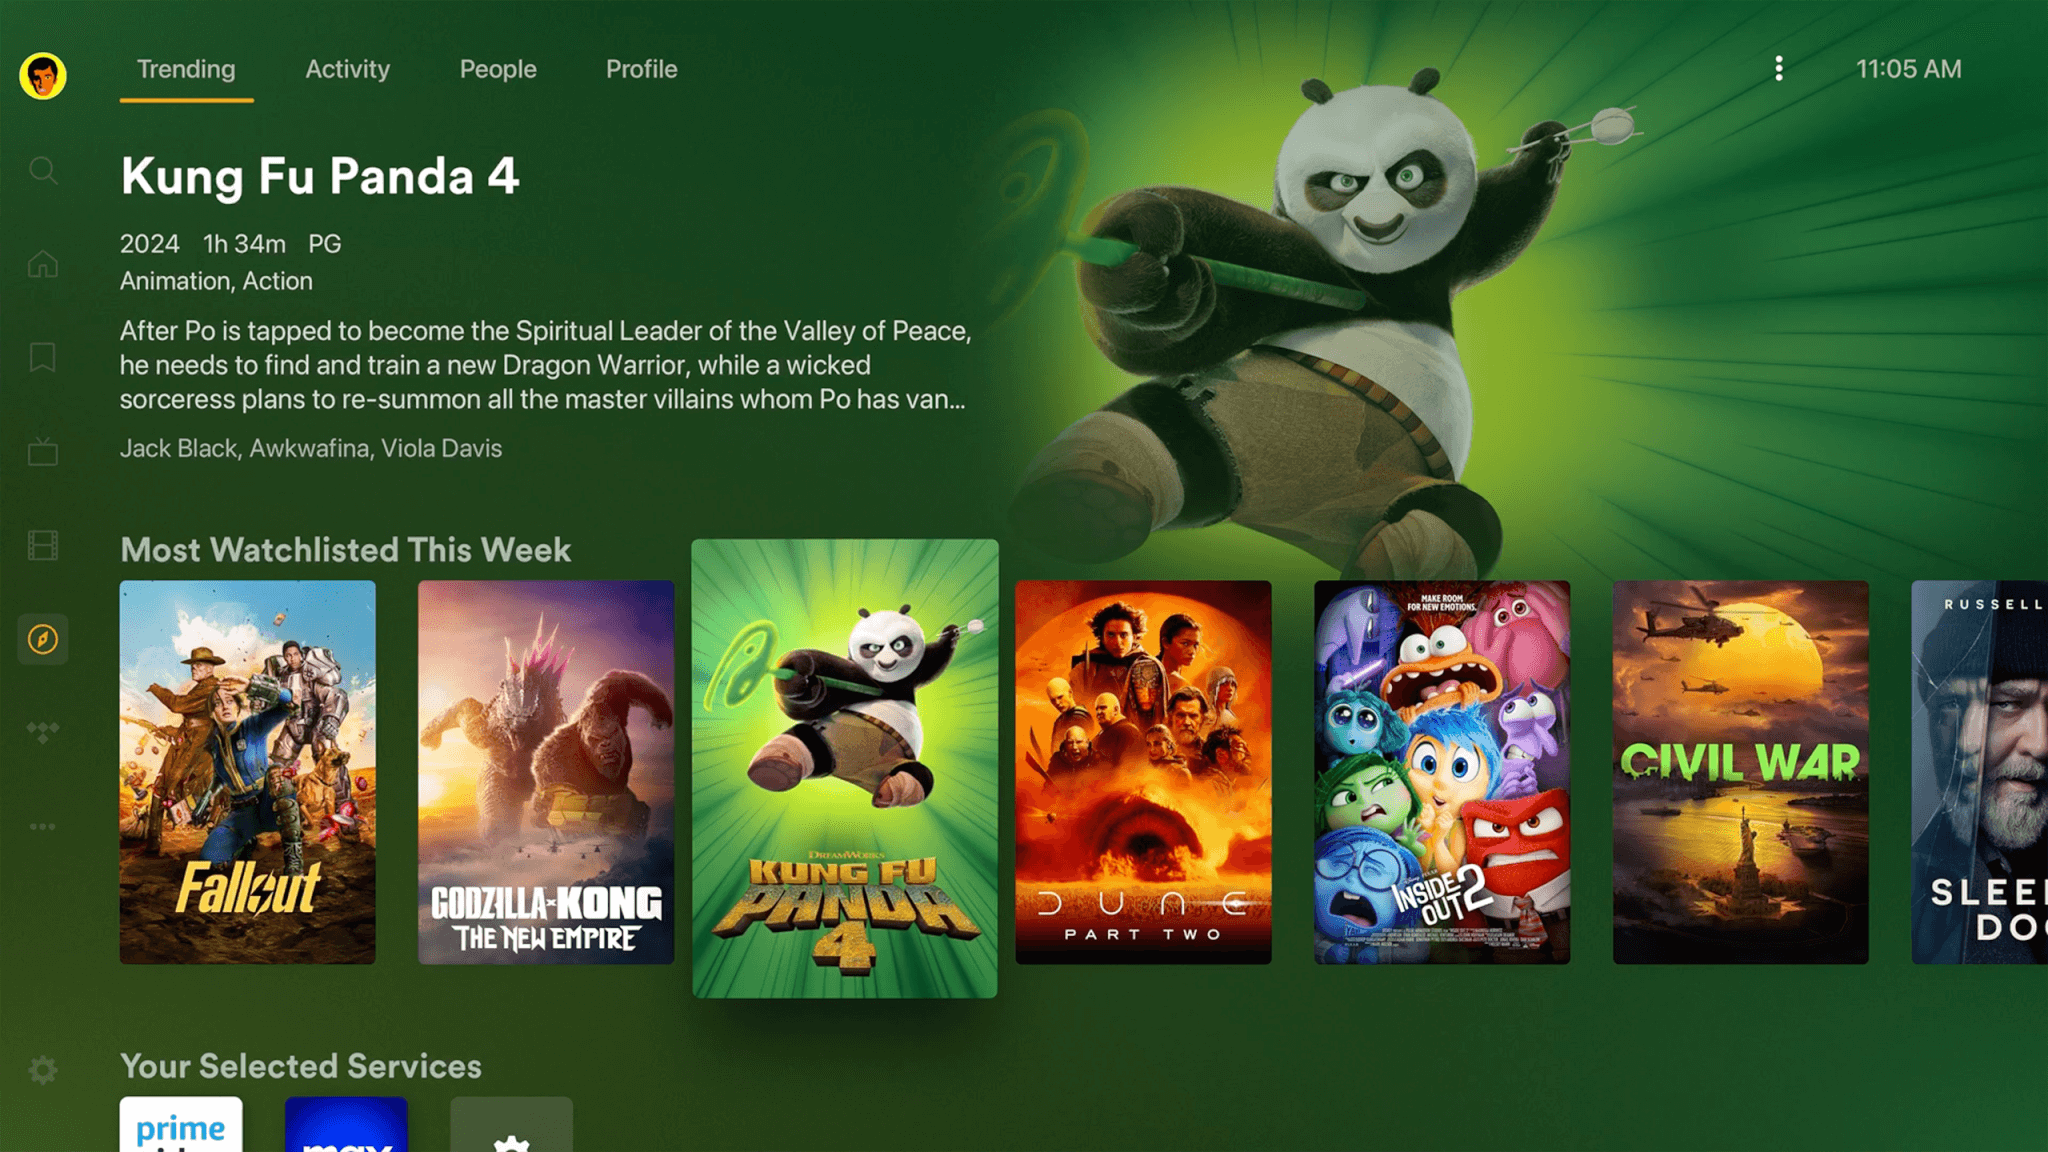 Trending Activity People Profile
11:05 AM
Kung Fu Panda 4
2024 1h 34m PG
Animation, Action
After Po is tapped to become the Spiritual Leader of the Valley of Peace,
he needs to find and train a new Dragon Warrior, while a wicked
sorceress plans to re-summon all the master villains whom Po has van...
Jack Black, Awkwafina, Viola Davis
Most Watchlisted This Week
Fallout
GODZILLA x KONG
THE NEW EMPIRE
DREAMWORKS
KUNG FU
PANDA
4
DUNE
PART TWO
MAKE ROOM
FOR NEW EMOTIONS.
INSIDE
OUT 2
CIVIL WAR
RUSSELL
SLEE
DO
Your Selected Services
prime
max